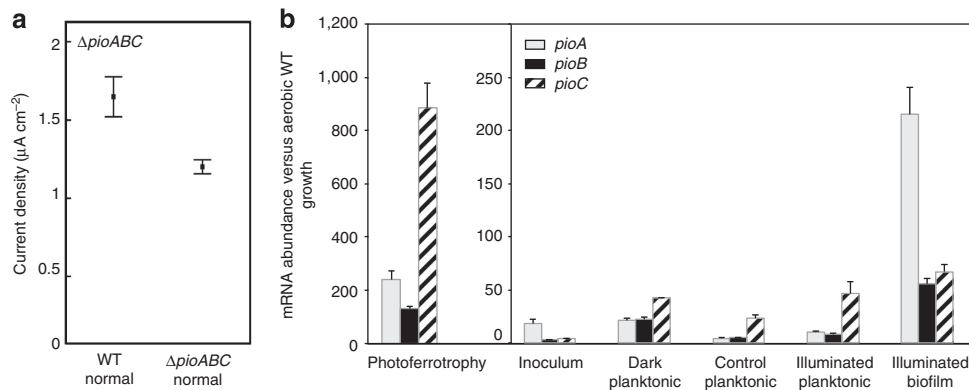 a
ΔpioABC
Current density (μA cm−2)
2
1.5
1
0.5
0
WT
normal
ΔpioABC
normal
b
mRNA abundance versus aerobic WT
growth
1,200
1,000
800
600
400
200
0
250
200
150
100
50
0
pioA
pioB
pioC
Photoferrotrophy
Inoculum
Dark
planktonic
Control
planktonic
Illuminated
planktonic
Illuminated
biofilm